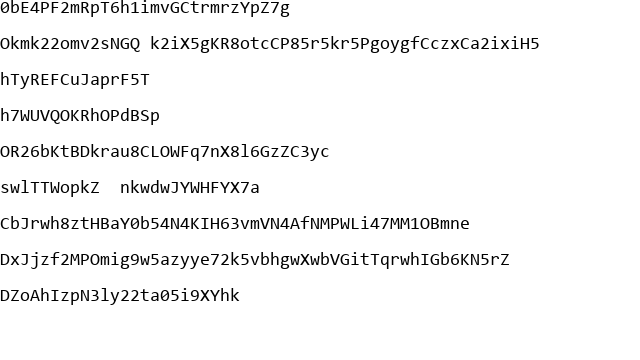 0bE4PF2mRpT6h1imvGCtrmrzYpZ7g
Okmk22omv2sNGQ k2iX5gKR8otcCP85r5kr5PgoygfCczxCa2ixiH5
hTyREFCuJaprF5T
h7WUVQOKRhOPdBSp
OR26bKtBDkrau8CLOWFq7nX8l6GzZC3yc
swlTTWopkZ  nkwdwJYWHFYX7a
CbJrwh8ztHBaY0b54N4KIH63vmVN4AfNMPWLi47MM1OBmne
DxJjzf2MPOmig9w5azyye72k5vbhgwXwbVGitTqrwhIGb6KN5rZ
DZoAhIzpN3ly22ta05i9XYhk